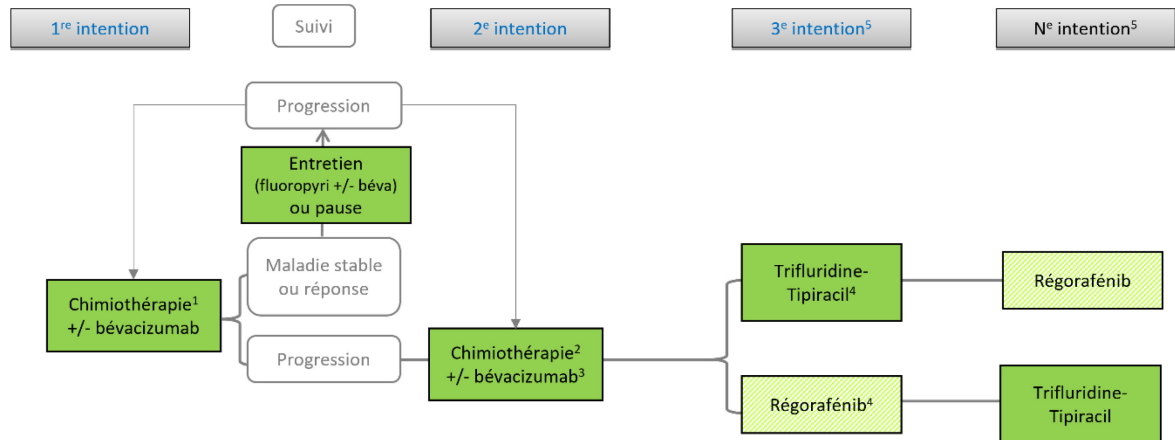 1re intention
Suivi
2e intention
3e intention5
Ne intention5
Progression
Entretien
(fluoropyri +/- béva)
ou pause
Maladie stable
ou réponse
Chimiothérapie1
+/- bévacizumab
Progression
Chimiothérapie2
+/- bévacizumab3
Trifluridine-
Tipiracil4
Régorafénib
Régorafénib4
Trifluridine-
Tipiracil